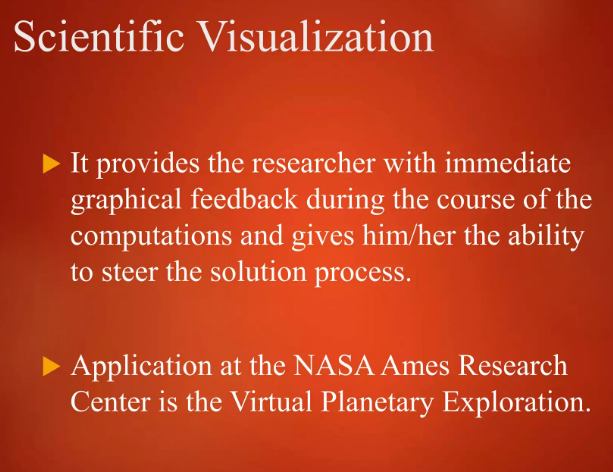 Scientific Visualization
It provides the researcher with immediate
graphical feedback during the course of the
computations and gives him/her the ability
to steer the solution process.
Application at the NASA Ames Research
Center is the Virtual Planetary Exploration.